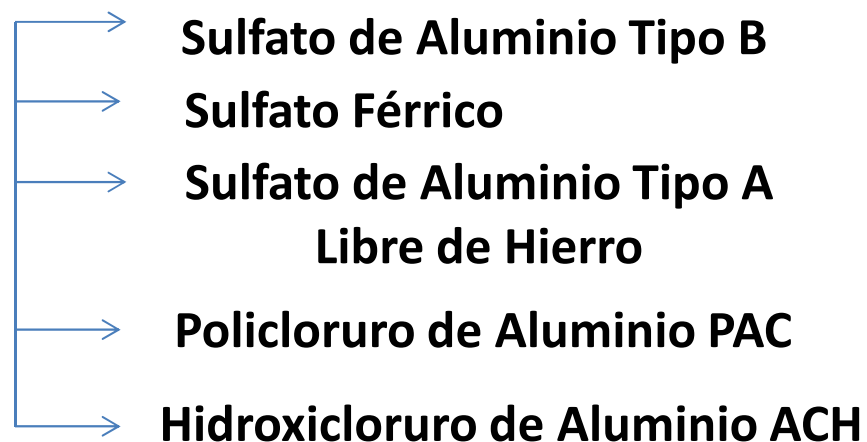 Sulfato de Aluminio Tipo B
Sulfato Férrico
Sulfato de Aluminio Tipo A
Libre de Hierro
Policloruro de Aluminio PAC
Hidroxicloruro de Aluminio ACH